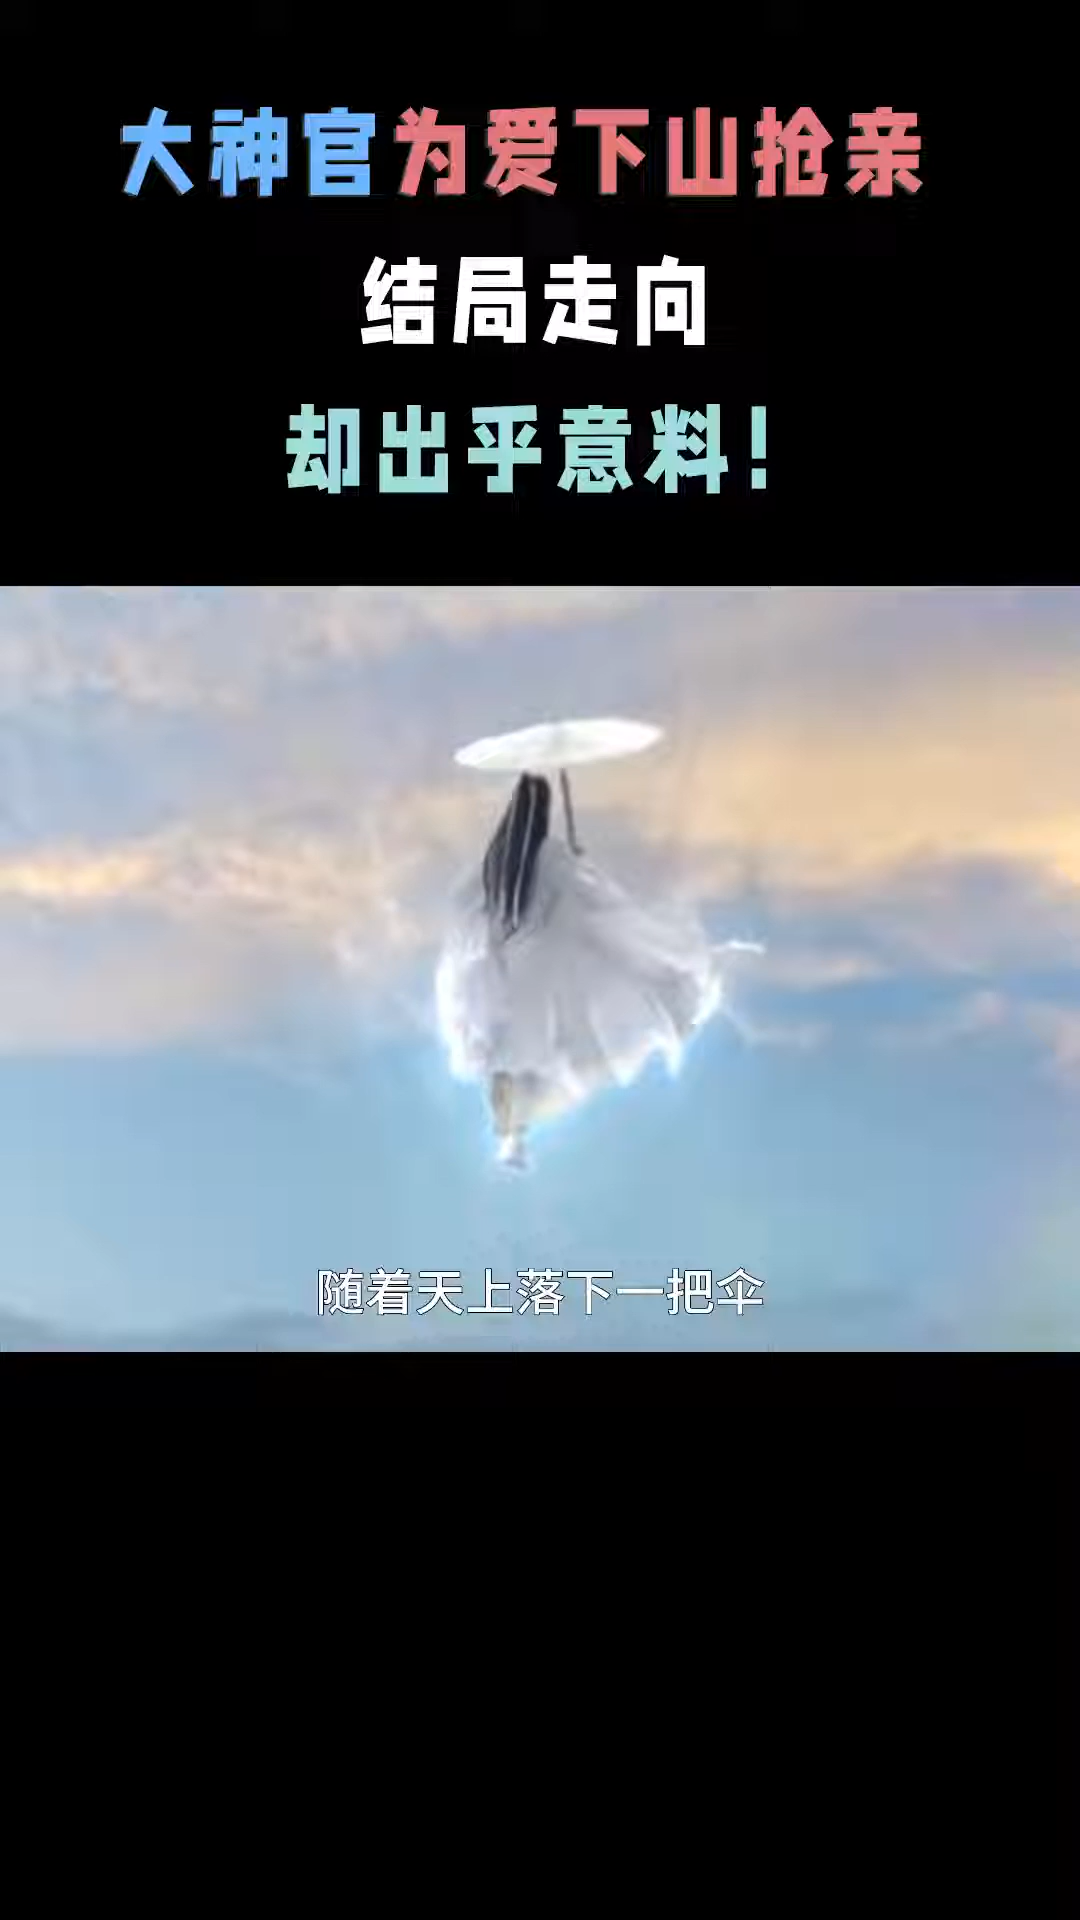 大神官为爱下山抢亲
结局走向
却出乎意料！
随着天上落下一把伞